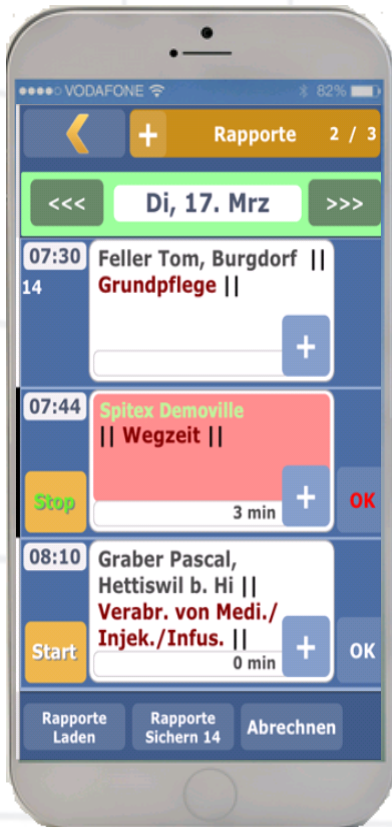 VODAFONE 82%
+ Rapporte 2 / 3
<<< Di, 17. Mrz >>>
07:30 Feller Tom, Burgdorf ||
14 Grundpflege ||
+
07:44 Spitex Demoville
|| Wegzeit ||
Stop 3 min + OK
08:10 Graber Pascal,
Hettiswil b. Hi ||
Verabr. von Medi./
Start Injek./Infus. || + OK
0 min
Rapporte Rapporte Abrechnen
Laden Sichern 14